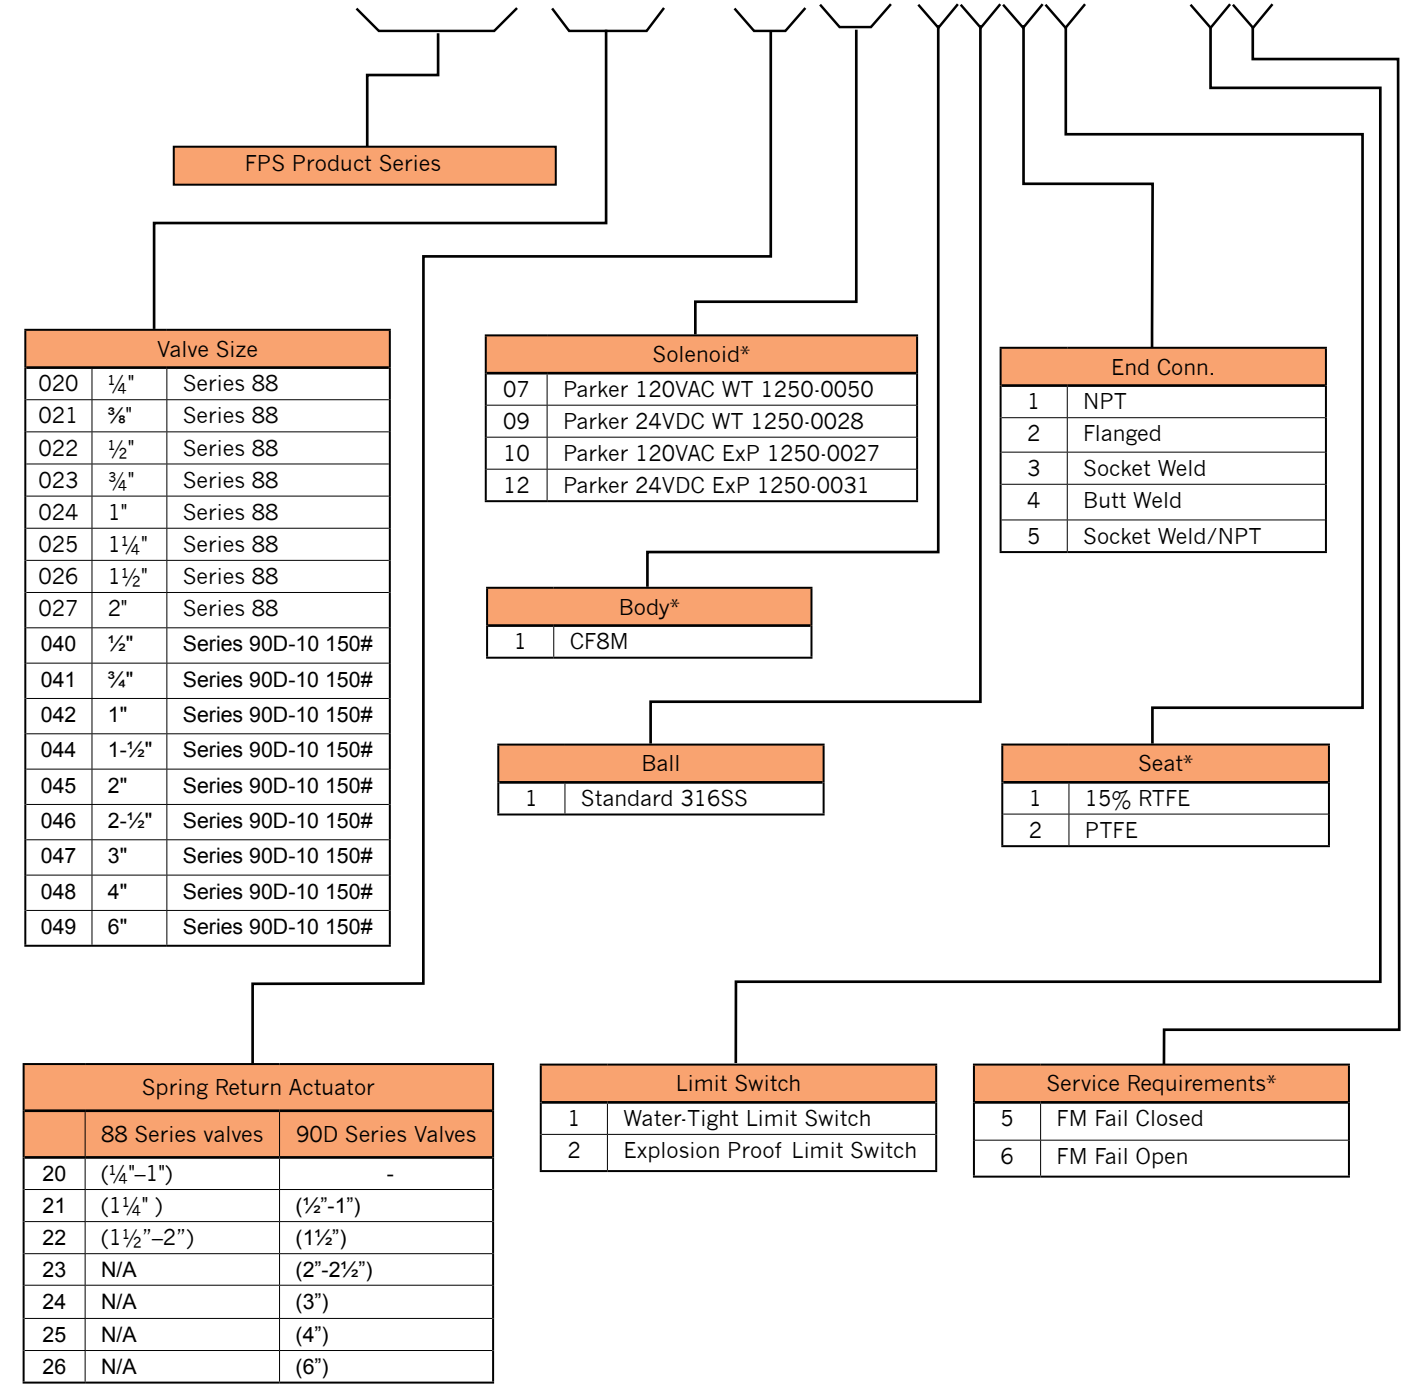 FPS Product Series
Valve Size
020 ¼" Series 88
021 ⅜" Series 88
022 ½" Series 88
023 ¾" Series 88
024 1" Series 88
025 1¼" Series 88
026 1½" Series 88
027 2" Series 88
040 ½" Series 90D-10 150#
041 ¾" Series 90D-10 150#
042 1" Series 90D-10 150#
044 1-½" Series 90D-10 150#
045 2" Series 90D-10 150#
046 2-½" Series 90D-10 150#
047 3" Series 90D-10 150#
048 4" Series 90D-10 150#
049 6" Series 90D-10 150#
Solenoid*
07 Parker 120VAC WT 1250-0050
09 Parker 24VDC WT 1250-0028
10 Parker 120VAC ExP 1250-0027
12 Parker 24VDC ExP 1250-0031
End Conn.
1 NPT
2 Flanged
3 Socket Weld
4 Butt Weld
5 Socket Weld/NPT
Body*
1 CF8M
Ball
1 Standard 316SS
Seat*
1 15% RTFE
2 PTFE
Spring Return Actuator
88 Series valves 90D Series Valves
20 (¼"–1") -
21 (1¼" ) (½”-1”)
22 (1½”–2”) (1½”)
23 N/A (2”-2½”)
24 N/A (3”)
25 N/A (4”)
26 N/A (6”)
Limit Switch
1 Water-Tight Limit Switch
2 Explosion Proof Limit Switch
Service Requirements*
5 FM Fail Closed
6 FM Fail Open